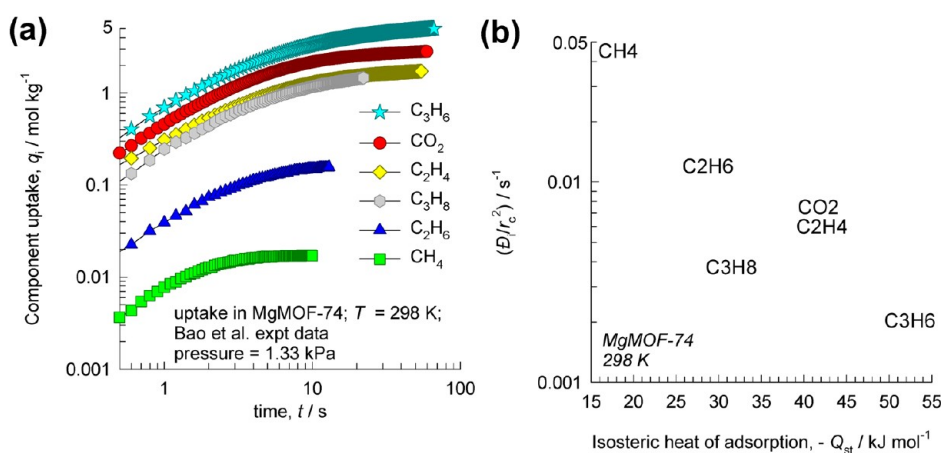 (a)
5
1
0.1
0.01
0.001
Component uptake, qᵢ / mol kg⁻¹
C₃H₆
CO₂
C₂H₄
C₃H₈
C₂H₆
CH₄
uptake in MgMOF-74; T = 298 K;
Bao et al. expt data
pressure = 1.33 kPa
1 10 100
time, t / s
(b)
0.05
0.01
0.001
(Đᵢ/r꜀²) / s⁻¹
CH4
C2H6
CO2
C2H4
C3H8
C3H6
MgMOF-74
298 K
15 20 25 30 35 40 45 50 55
Isosteric heat of adsorption, - Qst / kJ mol⁻¹